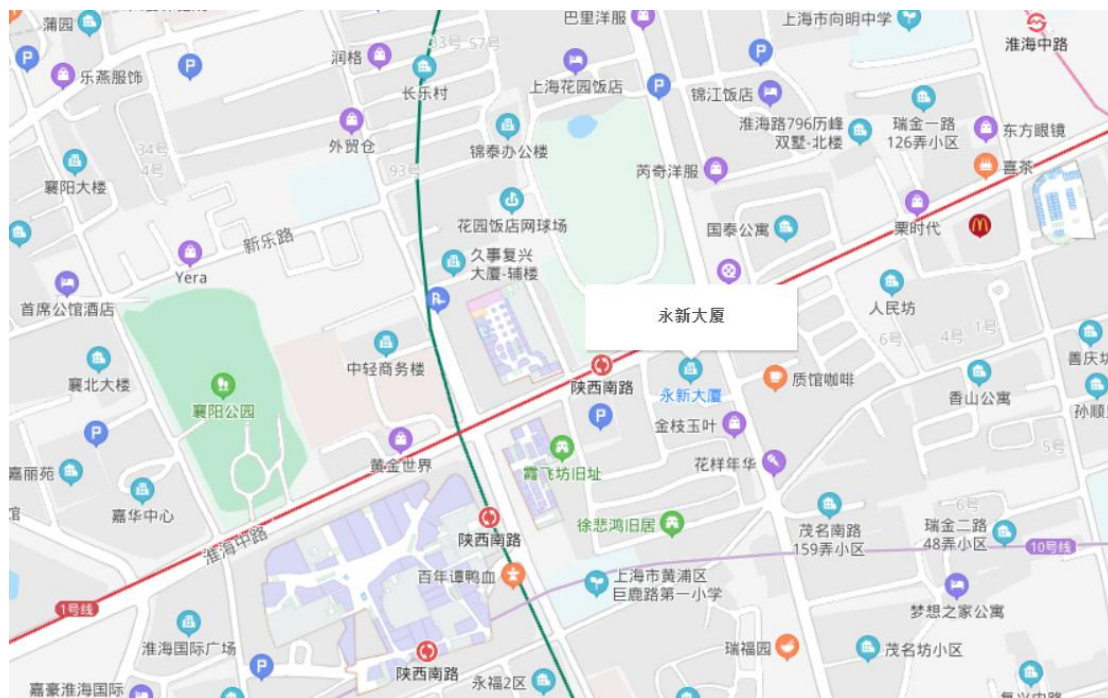 蒲园
乐燕服饰
润格
33号
57号
长乐村
巴里洋服
上海花园饭店
上海市向明中学
淮海中路
锦江饭店
外贸仓
锦泰办公楼
淮海路796历峰
双墅-北楼
瑞金一路
126弄小区
东方眼镜
34号
4号
襄阳大楼
93号
芮奇洋服
喜茶
花园饭店网球场
国泰公寓
栗时代
新乐路
Yera
久事复兴
大厦-辅楼
首席公馆酒店
人民坊
永新大厦
6号
4号
1号
中轻商务楼
善庆坊
襄北大楼
陕西南路
永新大厦
质馆咖啡
香山公寓
襄阳公园
孙顺
金枝玉叶
黄金世界
霞飞坊旧址
花样年华
5号
嘉丽苑
嘉华中心
馆
淮海中路
陕西南路
徐悲鸿旧居
茂名南路
159弄小区
6号
瑞金二路
48弄小区
10号线
百年谭鸭血
上海市黄浦区
巨鹿路第一小学
1号线
梦想之家公寓
淮海国际广场
陕西南路
瑞福园
茂名坊小区
嘉豪淮海国际
永福2区
复兴中路